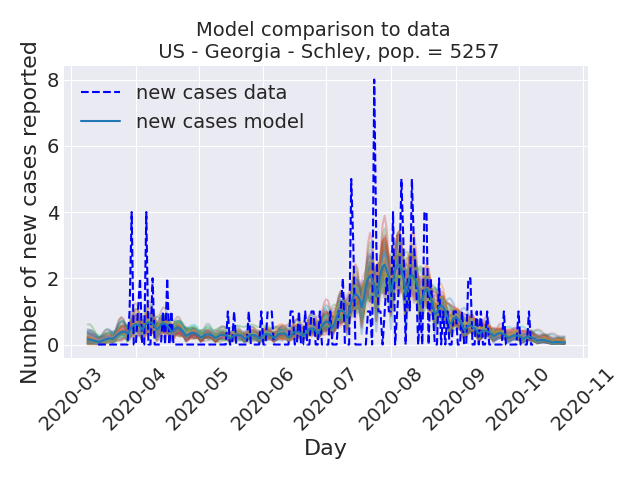 Model comparison to data
US - Georgia - Schley, pop. = 5257
Number of new cases reported
8
6
4
2
0
new cases data
new cases model
2020-03
2020-04
2020-05
2020-06
2020-07
2020-08
2020-09
2020-10
2020-11
Day